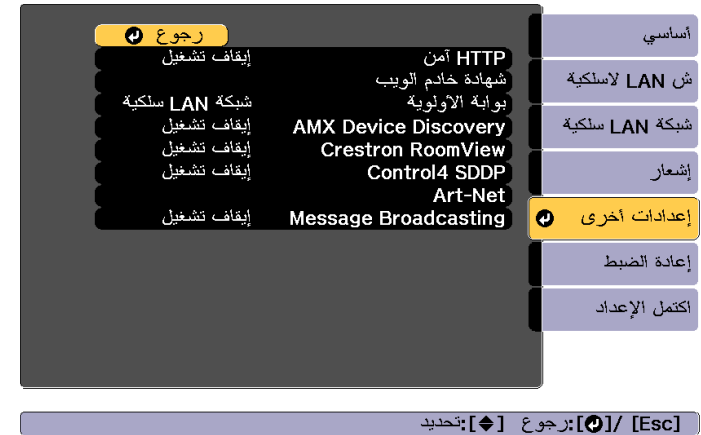 أساسي
ش LAN لاسلكية
شبكة LAN سلكية
إشعار
إعدادات أخرى
إعادة الضبط
اكتمل الإعداد
رجوع
HTTP آمن إيقاف تشغيل
شهادة خادم الويب
بوابة الأولوية شبكة LAN سلكية
AMX Device Discovery إيقاف تشغيل
Crestron RoomView إيقاف تشغيل
Control4 SDDP إيقاف تشغيل
Art-Net
Message Broadcasting إيقاف تشغيل
[Esc] /[]:رجوع []:تحديد